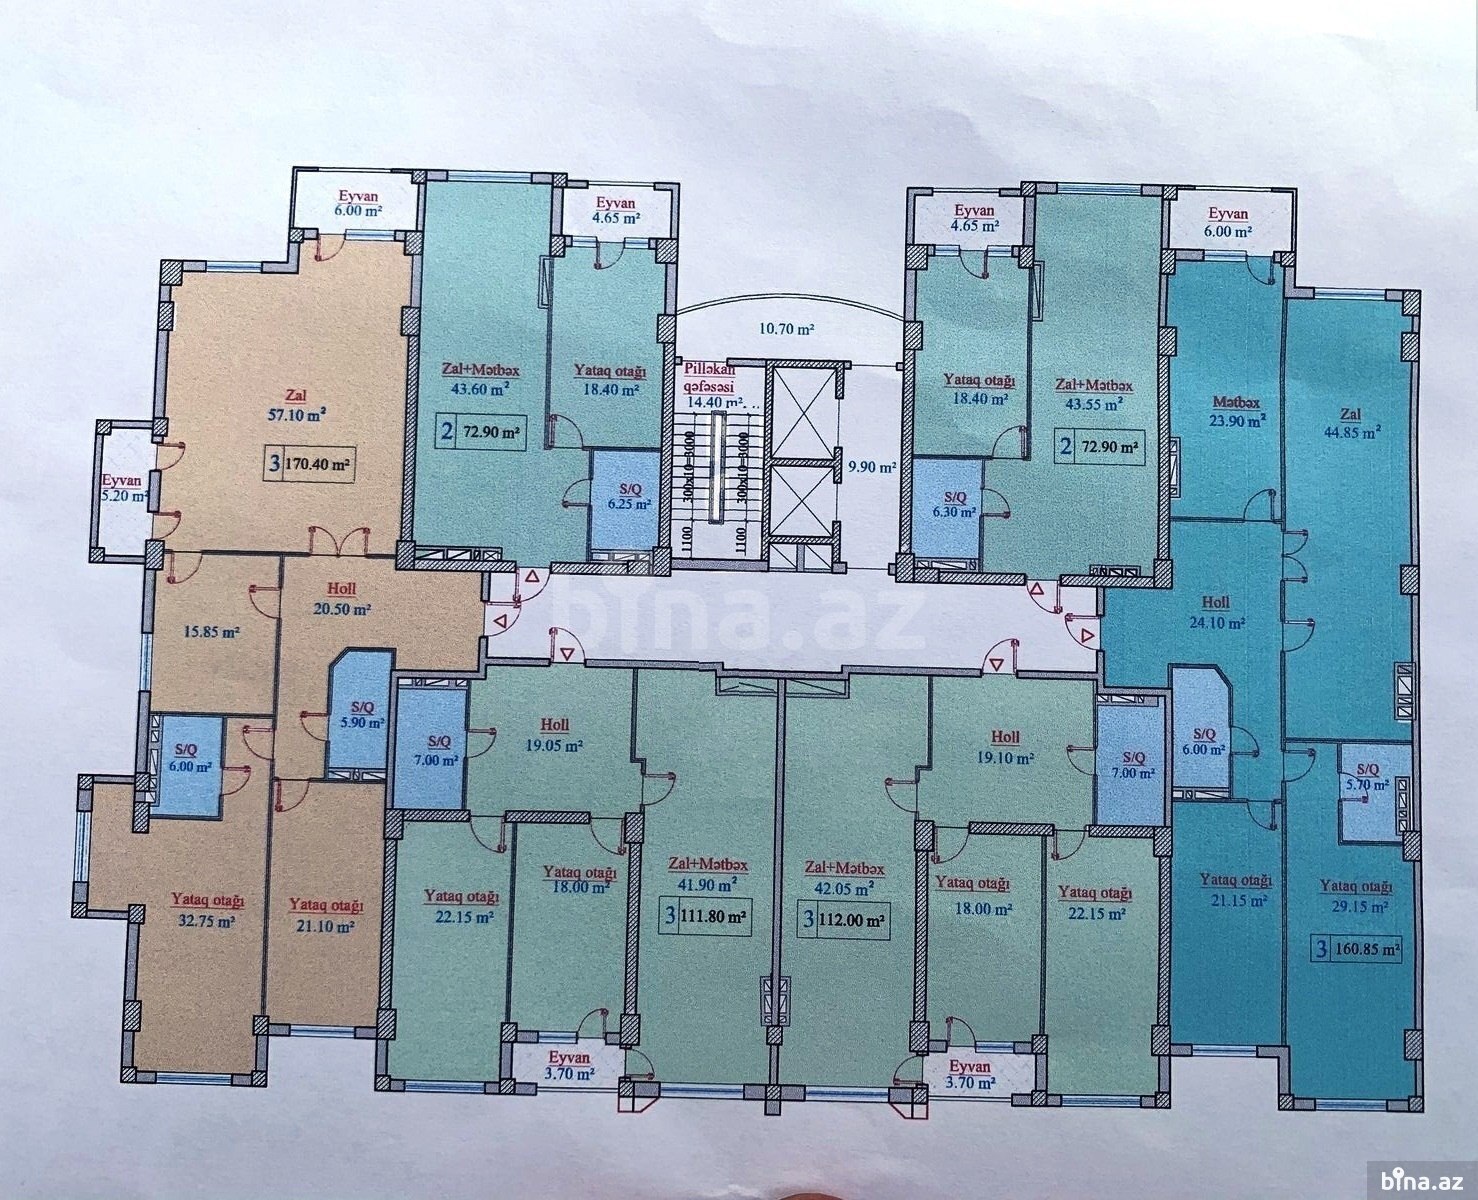 Eyvan
6.00 m²
Eyvan
4.65 m²
Eyvan
4.65 m²
Eyvan
6.00 m²
10.70 m²
Zal+Mətbəx
43.60 m²
2 72.90 m²
Yataq otağı
18.40 m²
Pilləkan
qəfəsəsi
14.40 m²
300x10=3000
300x10=3000
1100
1100
9.90 m²
Yataq otağı
18.40 m²
Zal+Mətbəx
43.55 m²
2 72.90 m²
Mətbəx
23.90 m²
Zal
44.85 m²
Zal
57.10 m²
3 170.40 m²
Eyvan
5.20 m²
S/Q
6.25 m²
S/Q
6.30 m²
Holl
20.50 m²
15.85 m²
bina.az
Holl
24.10 m²
S/Q
5.90 m²
S/Q
6.00 m²
S/Q
7.00 m²
Holl
19.05 m²
Holl
19.10 m²
S/Q
7.00 m²
S/Q
6.00 m²
S/Q
5.70 m²
Yataq otağı
32.75 m²
Yataq otağı
21.10 m²
Yataq otağı
22.15 m²
Yataq otağı
18.00 m²
Zal+Mətbəx
41.90 m²
3 111.80 m²
Zal+Mətbəx
42.05 m²
3 112.00 m²
Yataq otağı
18.00 m²
Yataq otağı
22.15 m²
Yataq otağı
21.15 m²
Yataq otağı
29.15 m²
3 160.85 m²
Eyvan
3.70 m²
Eyvan
3.70 m²
bina.az